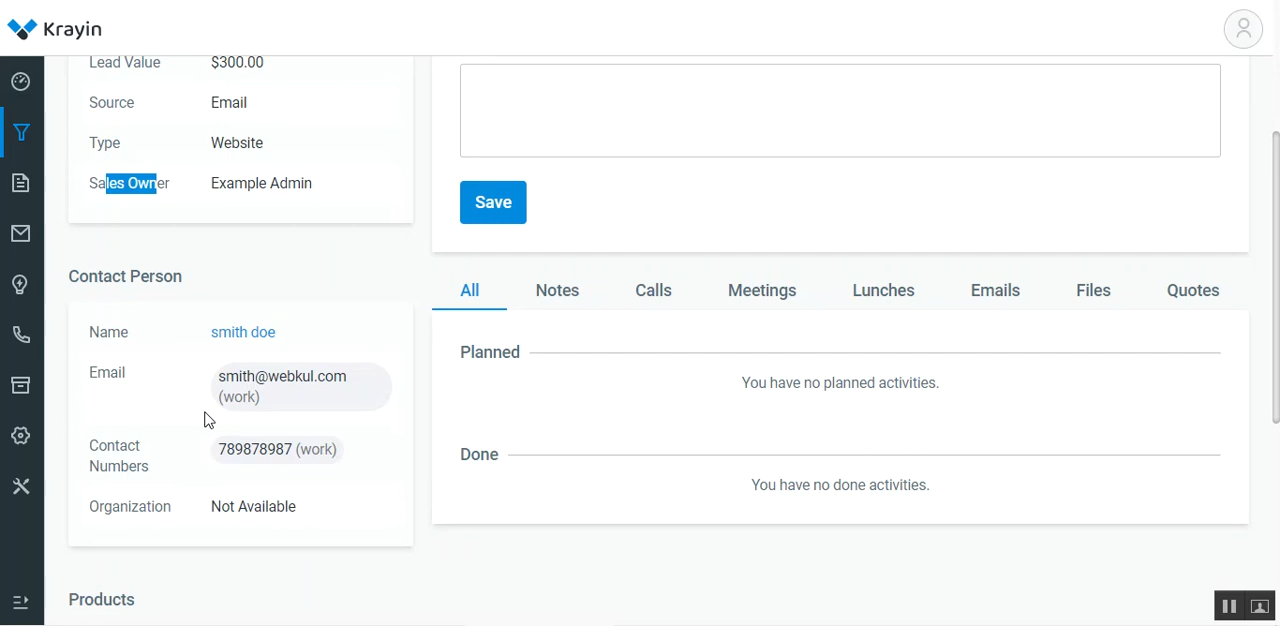 Krayin
Lead Value $300.00
Source Email
Type Website
Sales Owner Example Admin
Save
Contact Person
Name smith doe
Email smith@webkul.com
(work)
Contact
Numbers 789878987 (work)
Organization Not Available
Products
All Notes Calls Meetings Lunches Emails Files Quotes
Planned
You have no planned activities.
Done
You have no done activities.